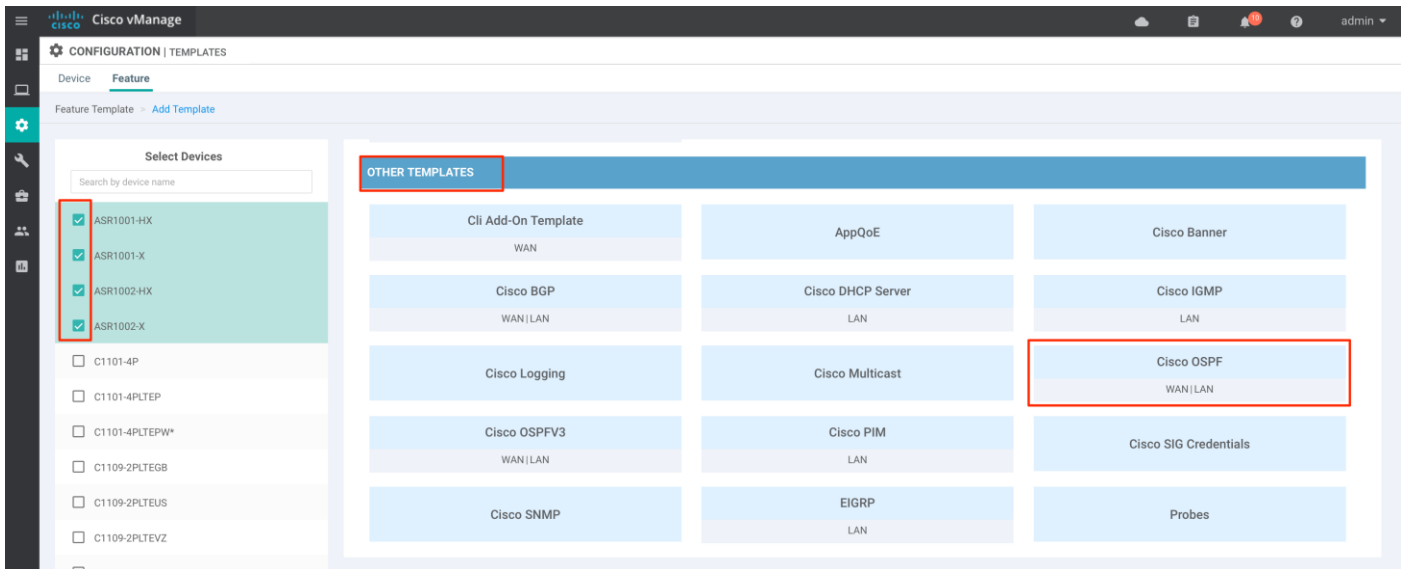 cisco Cisco vManage
10
admin
CONFIGURATION | TEMPLATES
Device Feature
Feature Template > Add Template
Select Devices
Search by device name
ASR1001-HX
ASR1001-X
ASR1002-HX
ASR1002-X
C1101-4P
C1101-4PLTEP
C1101-4PLTEPW*
C1109-2PLTEGB
C1109-2PLTEUS
C1109-2PLTEVZ
OTHER TEMPLATES
Cli Add-On Template
WAN
AppQoE
Cisco Banner
Cisco BGP
WAN|LAN
Cisco DHCP Server
LAN
Cisco IGMP
LAN
Cisco Logging
Cisco Multicast
Cisco OSPF
WAN|LAN
Cisco OSPFV3
WAN|LAN
Cisco PIM
LAN
Cisco SIG Credentials
Cisco SNMP
EIGRP
LAN
Probes